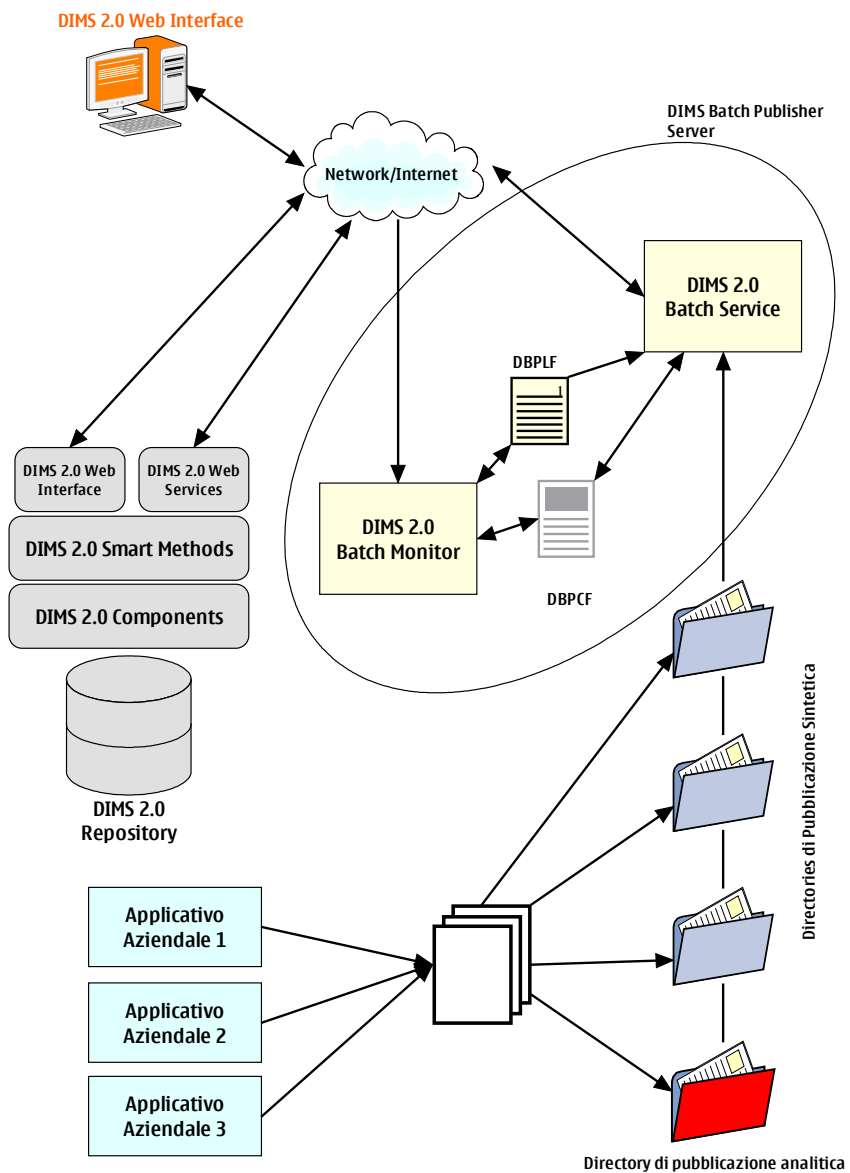 DIMS 2.0 Web Interface
DIMS Batch Publisher
Server
Network/Internet
DIMS 2.0
Batch Service
DBPLF
1
DIMS 2.0 Web
Interface
DIMS 2.0 Web
Services
DIMS 2.0
Batch Monitor
DIMS 2.0 Smart Methods
DBPCF
DIMS 2.0 Components
DIMS 2.0
Repository
Directories di Pubblicazione Sintetica
Applicativo
Aziendale 1
Applicativo
Aziendale 2
Applicativo
Aziendale 3
Directory di pubblicazione analitica